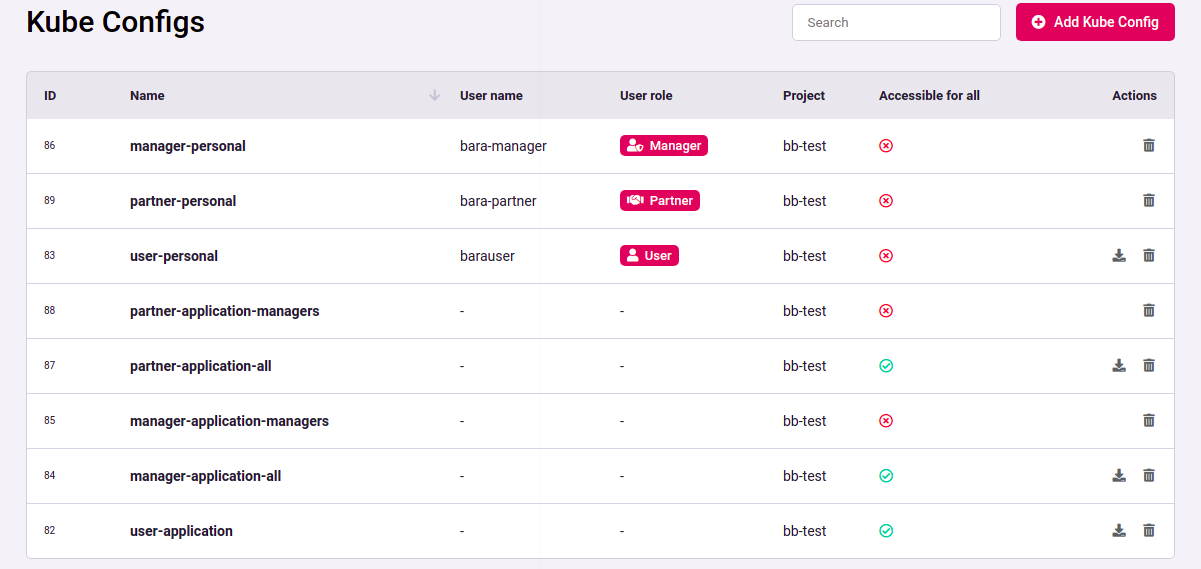 Kube Configs
Search
Add Kube Config
ID Name User name User role Project Accessible for all Actions
86 manager-personal bara-manager Manager bb-test
89 partner-personal bara-partner Partner bb-test
83 user-personal barauser User bb-test
88 partner-application-managers - - bb-test
87 partner-application-all - - bb-test
85 manager-application-managers - - bb-test
84 manager-application-all - - bb-test
82 user-application - - bb-test